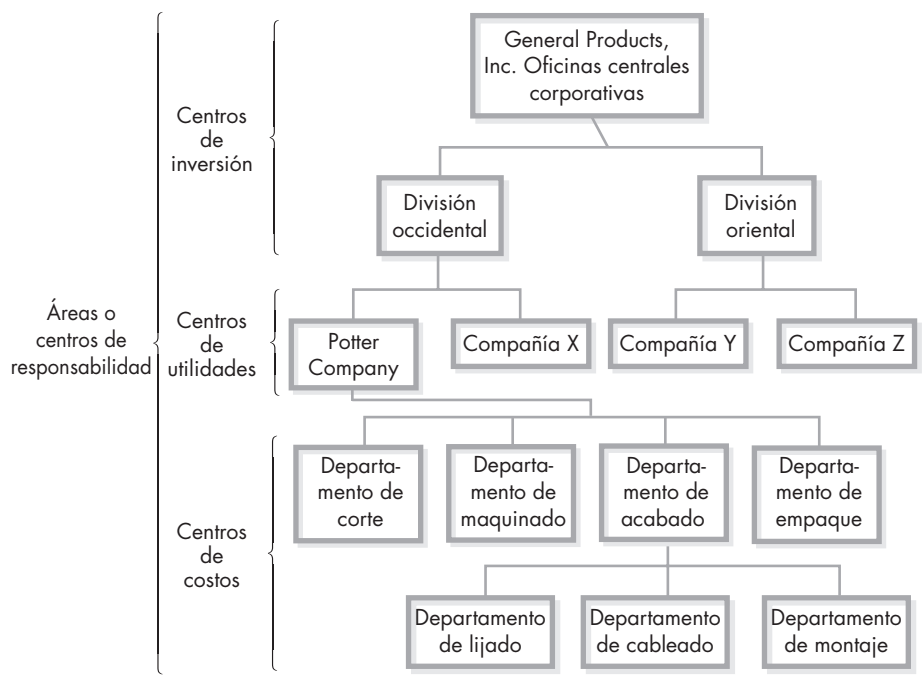 General Products,
Inc. Oficinas centrales
corporativas
Centros
de
inversión
División
occidental
División
oriental
Áreas o
centros de
responsabilidad
Centros
de
utilidades
Potter
Company
Compañía X
Compañía Y
Compañía Z
Centros
de
costos
Departa-
mento de
corte
Departa-
mento de
maquinado
Departa-
mento de
acabado
Departa-
mento de
empaque
Departamento
de lijado
Departamento
de cableado
Departamento
de montaje